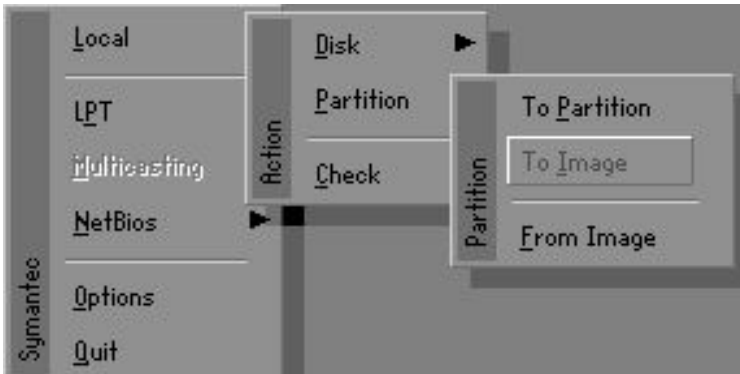 Symantec
Local
LPT
Multicasting
NetBios
Options
Quit
Action
Disk
Partition
Check
Partition
To Partition
To Image
From Image